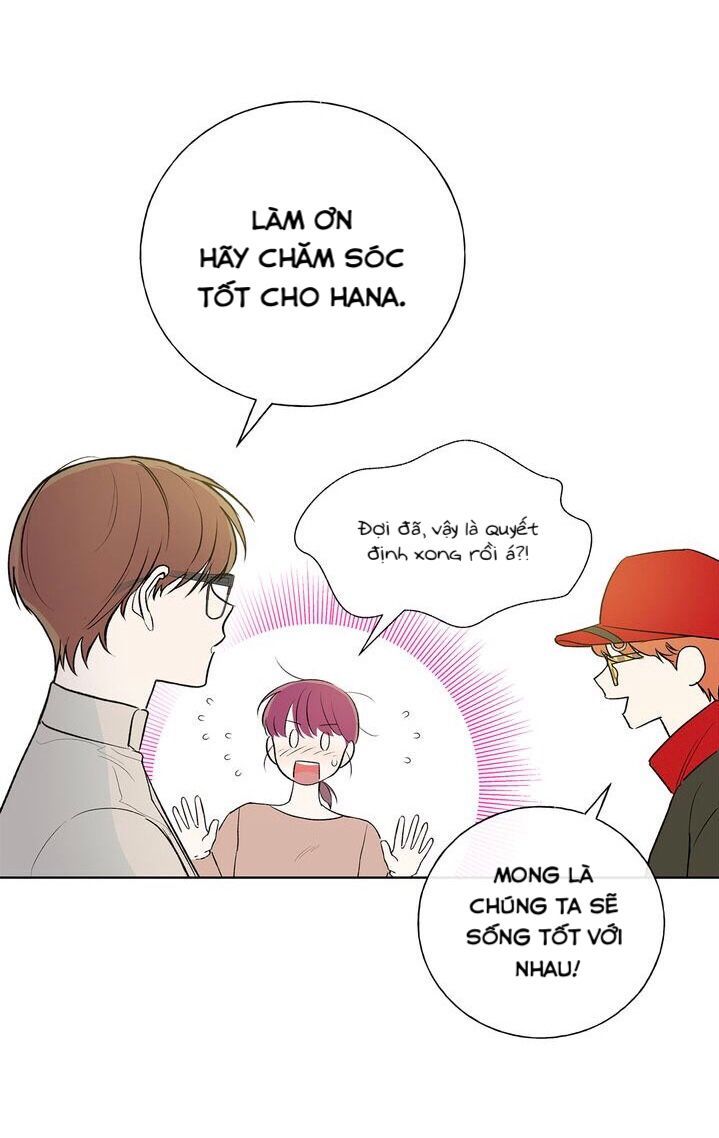 LÀM ƠN
HÃY CHĂM SÓC
TỐT CHO HANA.
Đợi đã, vậy là quyết
định xong rồi á?!
MONG LÀ
CHÚNG TA SẼ
SỐNG TỐT VỚI
NHAU!